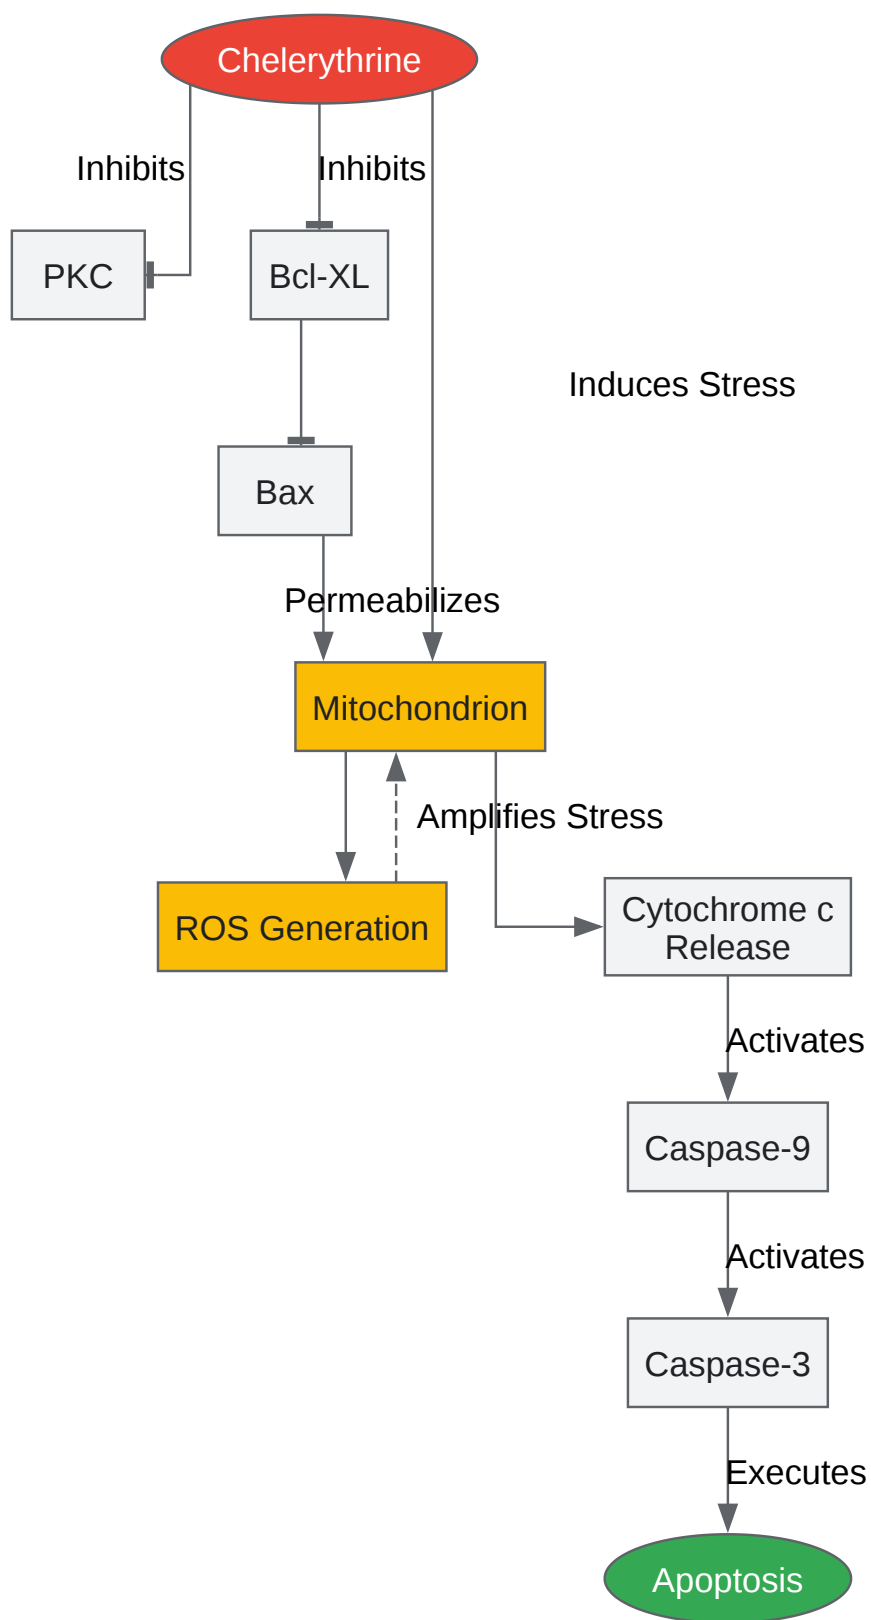 Chelerythrine
Inhibits
Inhibits
PKC
Bcl-XL
Induces Stress
Bax
Permeabilizes
Mitochondrion
Amplifies Stress
ROS Generation
Cytochrome c
Release
Activates
Caspase-9
Activates
Caspase-3
Executes
Apoptosis